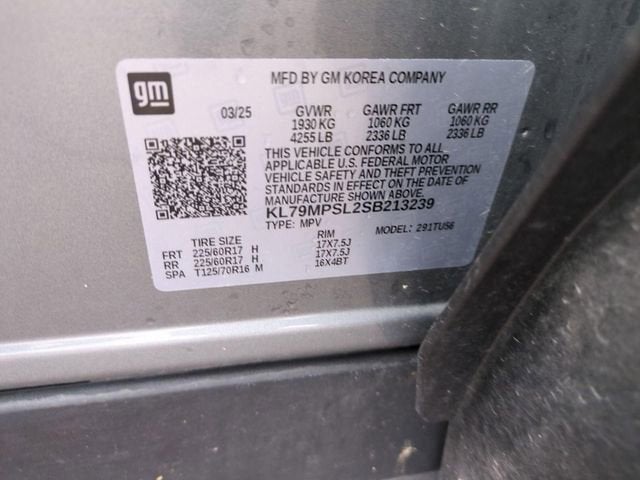 gm
MFD BY GM KOREA COMPANY
03/25 GVWR GAWR FRT GAWR RR
1930 KG 1060 KG 1060 KG
4255 LB 2336 LB 2336 LB
THIS VEHICLE CONFORMS TO ALL
APPLICABLE U.S. FEDERAL MOTOR
VEHICLE SAFETY AND THEFT PREVENTION
STANDARDS IN EFFECT ON THE DATE OF
MANUFACTURE SHOWN ABOVE.
KL79MPSL2SB213239
TYPE: MPV MODEL: 291TUS6
TIRE SIZE RIM
FRT 225/60R17 H 17X7.5J
RR 225/60R17 H 17X7.5J
SPA T125/70R16 M 16X4BT